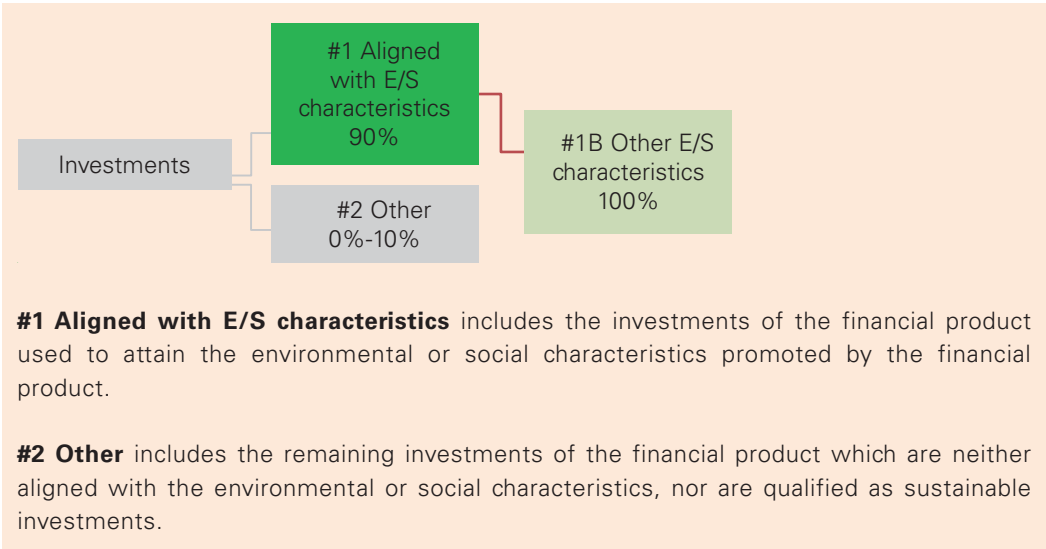 #1 Aligned
with E/S
characteristics
90%
Investments
#1B Other E/S
characteristics
100%
#2 Other
0%-10%
#1 Aligned with E/S characteristics includes the investments of the financial product
used to attain the environmental or social characteristics promoted by the financial
product.
#2 Other includes the remaining investments of the financial product which are neither
aligned with the environmental or social characteristics, nor are qualified as sustainable
investments.